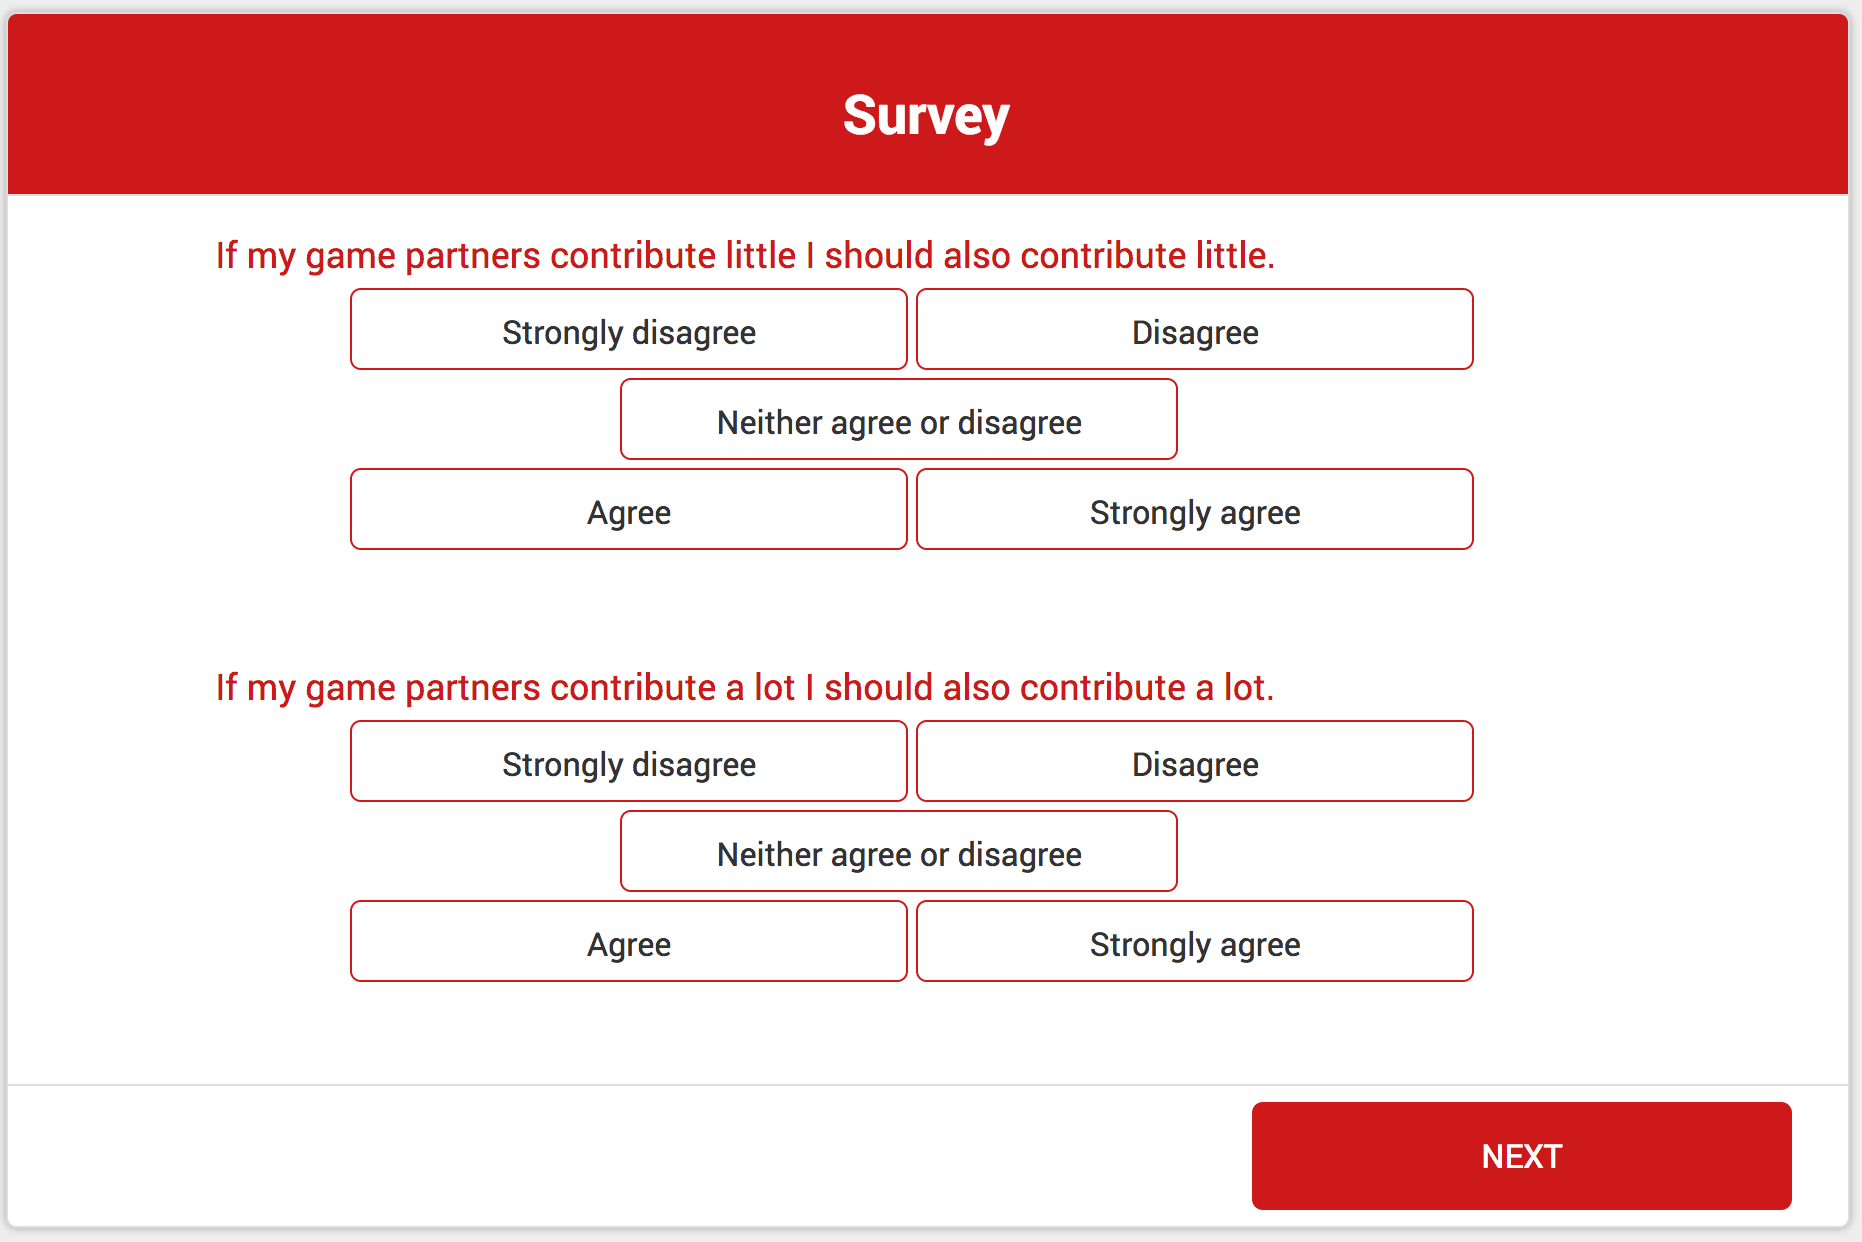 Survey
If my game partners contribute little I should also contribute little.
Strongly disagree
Disagree
Neither agree or disagree
Agree
Strongly agree
If my game partners contribute a lot I should also contribute a lot.
Strongly disagree
Disagree
Neither agree or disagree
Agree
Strongly agree
NEXT